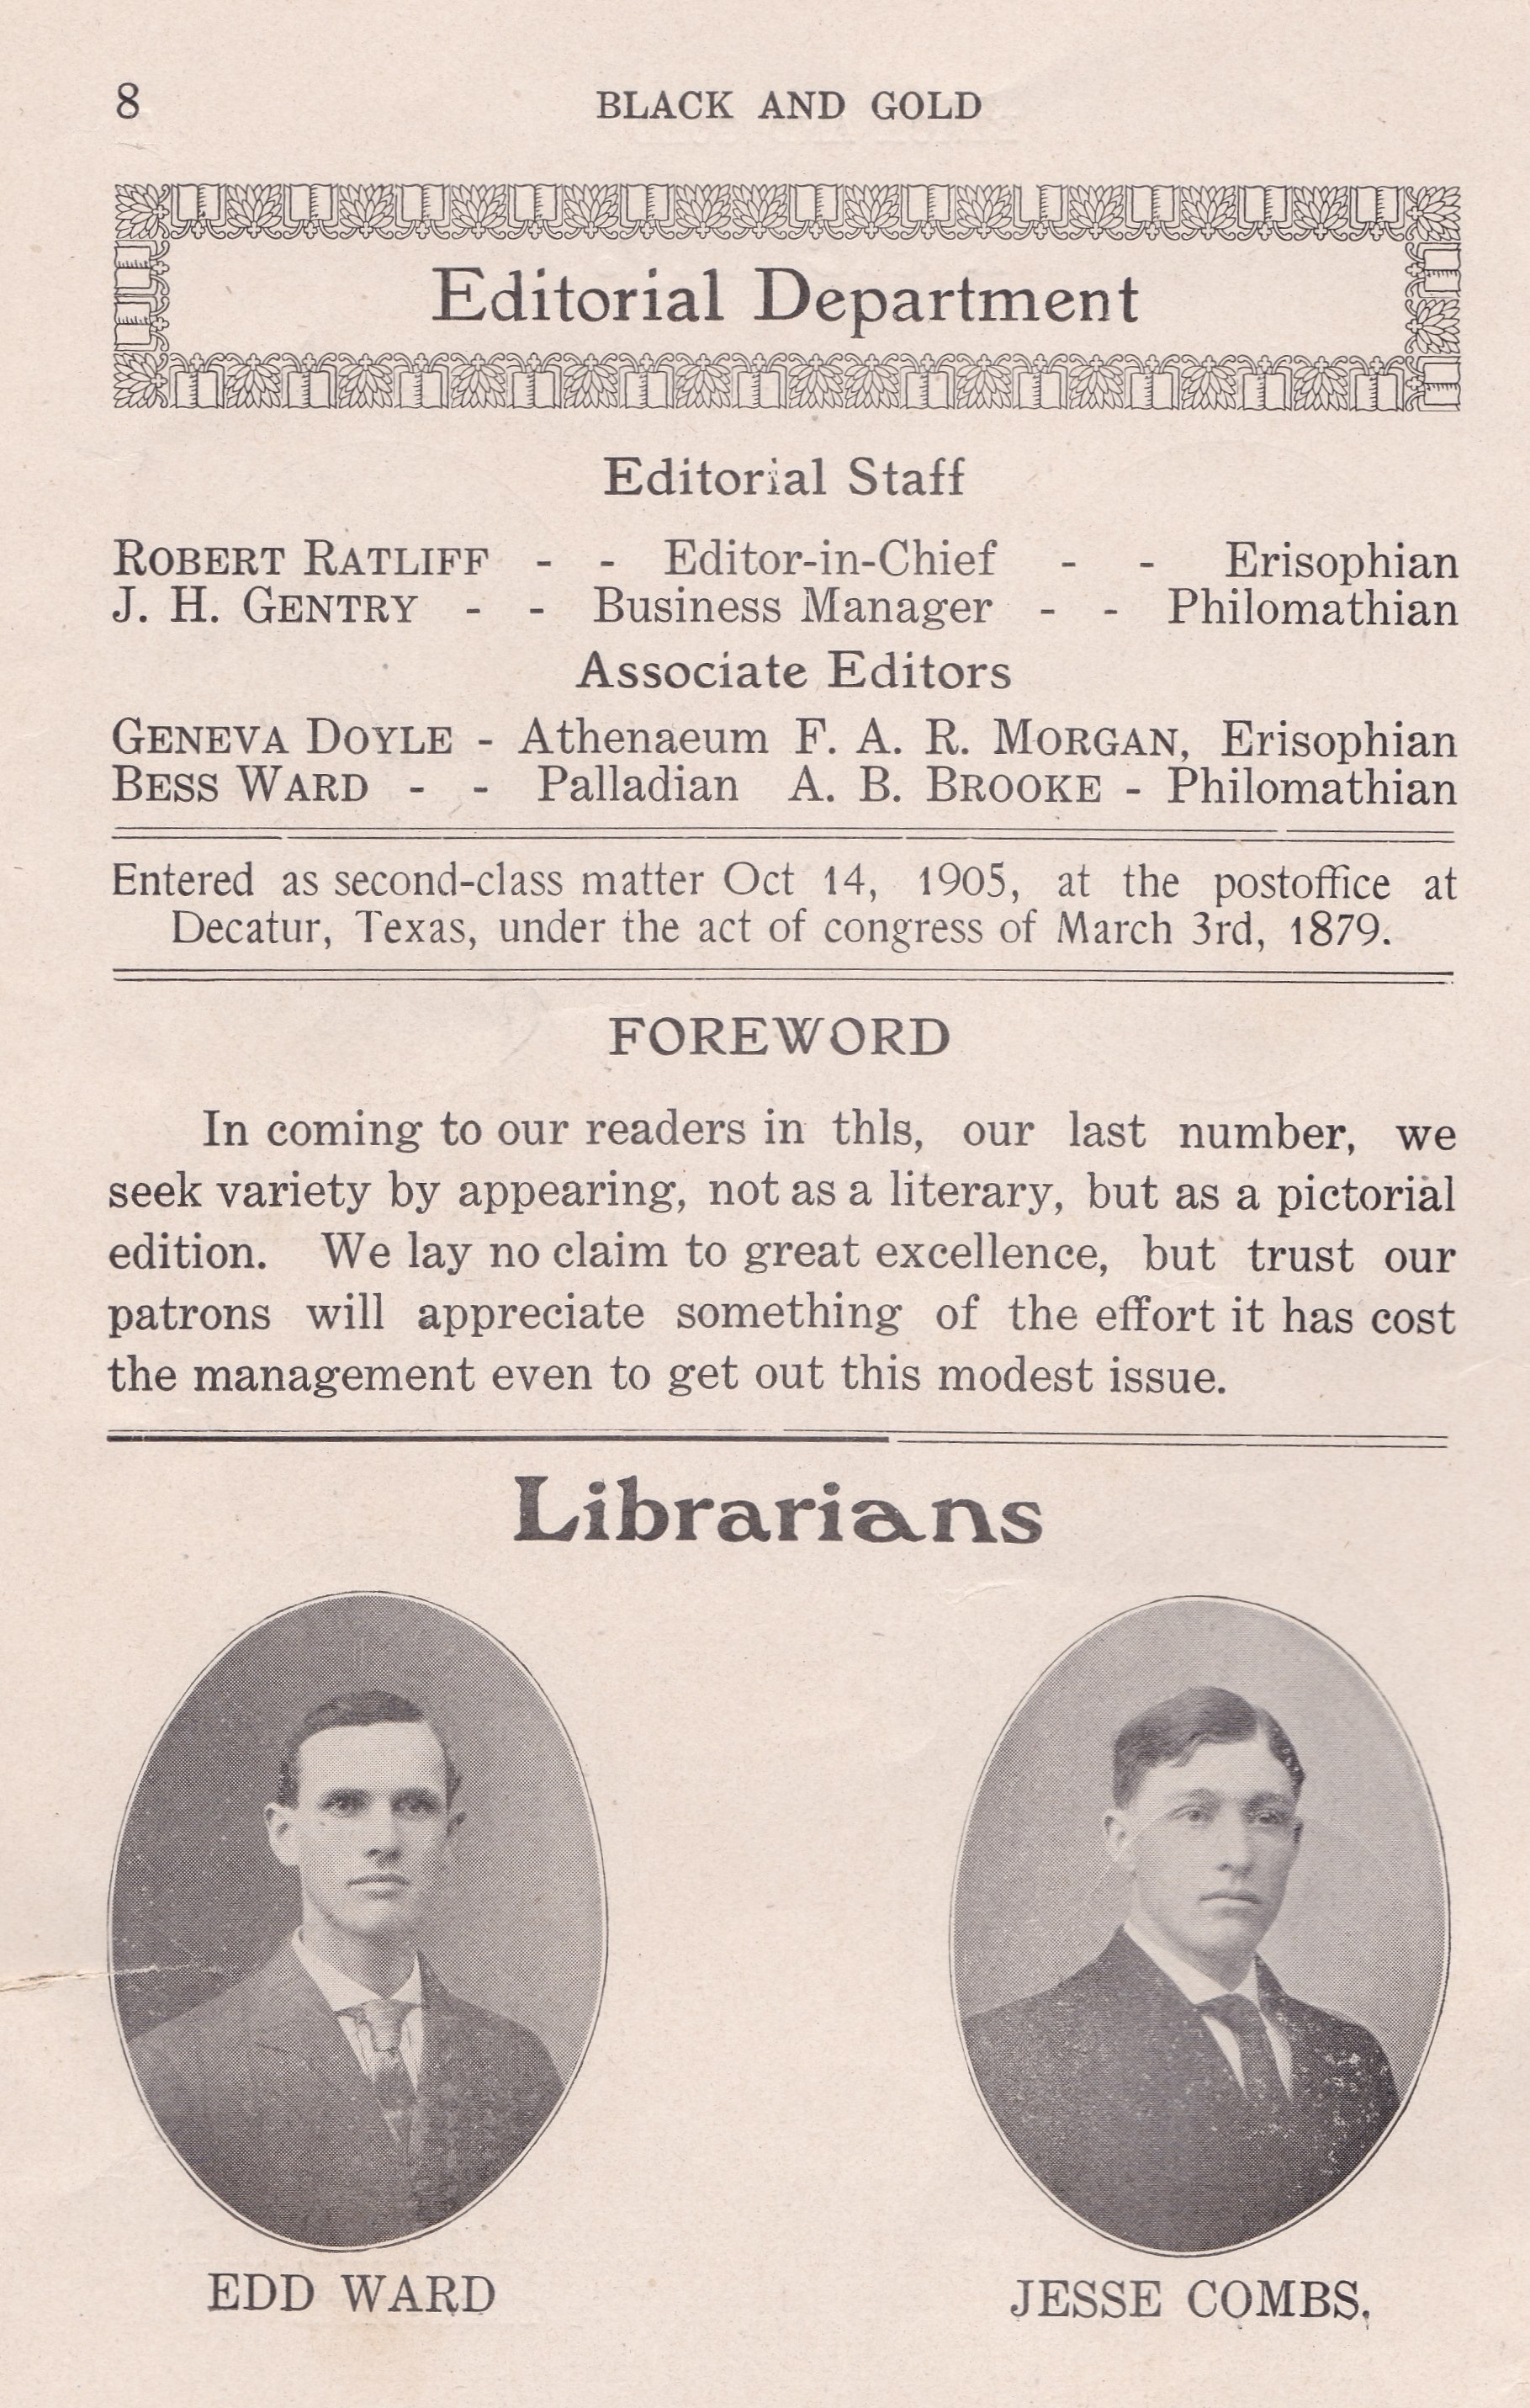 8 BLACK AND GOLD
Editorial Department
Editorial Staff
ROBERT RATLIFF - - Editor-in-Chief - - Erisophian
J. H. GENTRY - - Business Manager - - Philomathian
Associate Editors
GENEVA DOYLE - Athenaeum F. A. R. MORGAN, Erisophian
BESS WARD - - Palladian A. B. BROOKE - Philomathian
Entered as second-class matter Oct 14, 1905, at the postoffice at
Decatur, Texas, under the act of congress of March 3rd, 1879.
FOREWORD
In coming to our readers in thls, our last number, we
seek variety by appearing, not as a literary, but as a pictorial
edition. We lay no claim to great excellence, but trust our
patrons will appreciate something of the effort it has cost
the management even to get out this modest issue.
Librarians
EDD WARD JESSE COMBS.